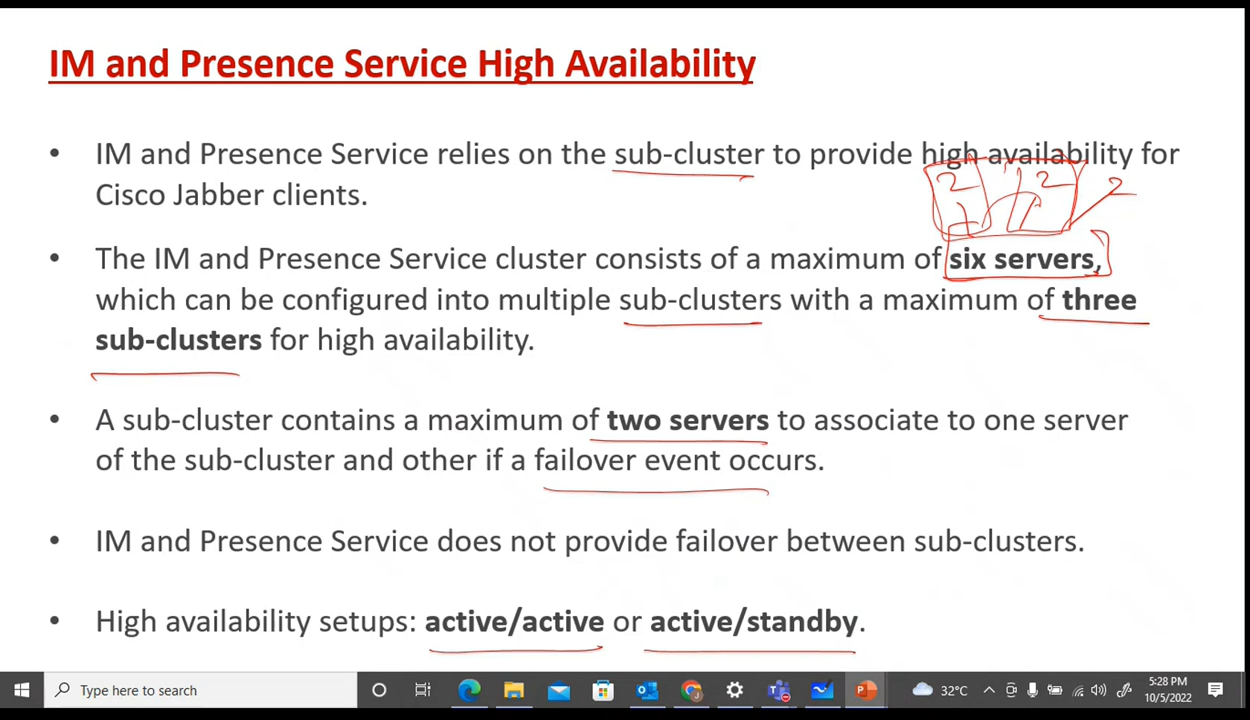 IM and Presence Service High Availability
• IM and Presence Service relies on the sub-cluster to provide high availability for
Cisco Jabber clients.
2 2 2
• The IM and Presence Service cluster consists of a maximum of six servers,
which can be configured into multiple sub-clusters with a maximum of three
sub-clusters for high availability.
• A sub-cluster contains a maximum of two servers to associate to one server
of the sub-cluster and other if a failover event occurs.
• IM and Presence Service does not provide failover between sub-clusters.
• High availability setups: active/active or active/standby.
Type here to search
32°C
5:28 PM
10/5/2022